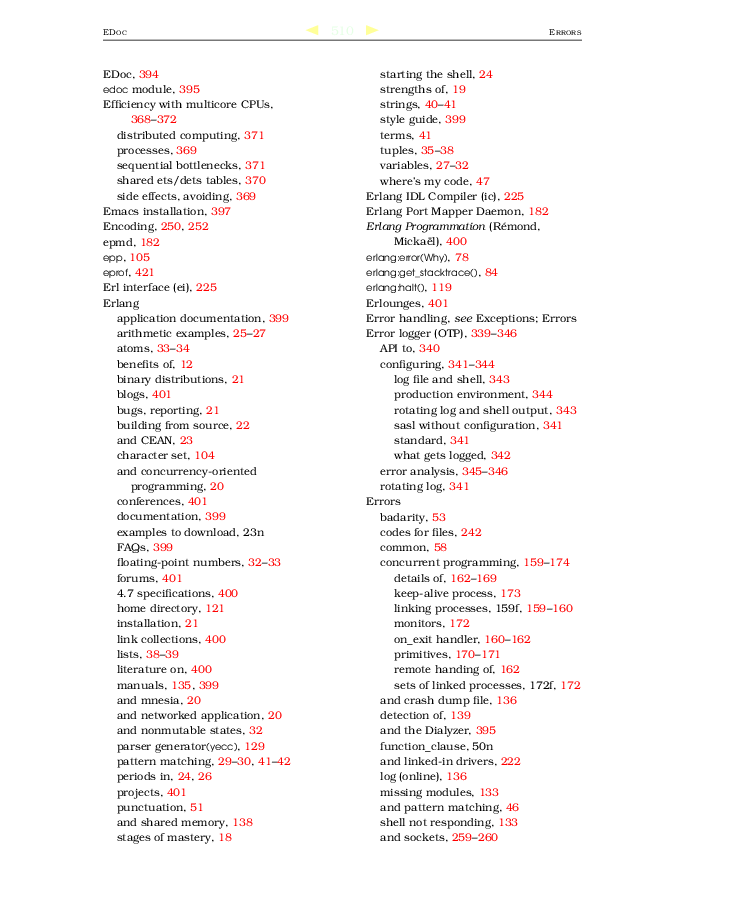 EDOC
ERRORS
EDoc, 394
edoc module, 395
Efficiency with multicore CPUs,
368–372
distributed computing, 371
processes, 369
sequential bottlenecks, 371
shared ets/dets tables, 370
side effects, avoiding, 369
Emacs installation, 397
Encoding, 250, 252
epmd, 182
epp, 105
eprof, 421
Erl interface (ei), 225
Erlang
application documentation, 399
arithmetic examples, 25–27
atoms, 33–34
benefits of, 12
binary distributions, 21
blogs, 401
bugs, reporting, 21
building from source, 22
and CEAN, 23
character set, 104
and concurrency-oriented
programming, 20
conferences, 401
documentation, 399
examples to download, 23n
FAQs, 399
floating-point numbers, 32–33
forums, 401
4.7 specifications, 400
home directory, 121
installation, 21
link collections, 400
lists, 38–39
literature on, 400
manuals, 135, 399
and mnesia, 20
and networked application, 20
and nonmutable states, 32
parser generator(yecc), 129
pattern matching, 29–30, 41–42
periods in, 24, 26
projects, 401
punctuation, 51
and shared memory, 138
stages of mastery, 18
starting the shell, 24
strengths of, 19
strings, 40–41
style guide, 399
terms, 41
tuples, 35–38
variables, 27–32
where's my code, 47
Erlang IDL Compiler (ic), 225
Erlang Port Mapper Daemon, 182
Erlang Programmation (Rémond,
Mickaël), 400
erlang:error(Why), 78
erlang:get_stacktrace(), 84
erlang:halt(), 119
Erlounges, 401
Error handling, see Exceptions; Errors
Error logger (OTP), 339–346
API to, 340
configuring, 341–344
log file and shell, 343
production environment, 344
rotating log and shell output, 343
sasl without configuration, 341
standard, 341
what gets logged, 342
error analysis, 345–346
rotating log, 341
Errors
badarity, 53
codes for files, 242
common, 58
concurrent programming, 159–174
details of, 162–169
keep-alive process, 173
linking processes, 159f, 159–160
monitors, 172
on_exit handler, 160–162
primitives, 170–171
remote handing of, 162
sets of linked processes, 172f, 172
and crash dump file, 136
detection of, 139
and the Dialyzer, 395
function_clause, 50n
and linked-in drivers, 222
log (online), 136
missing modules, 133
and pattern matching, 46
shell not responding, 133
and sockets, 259–260